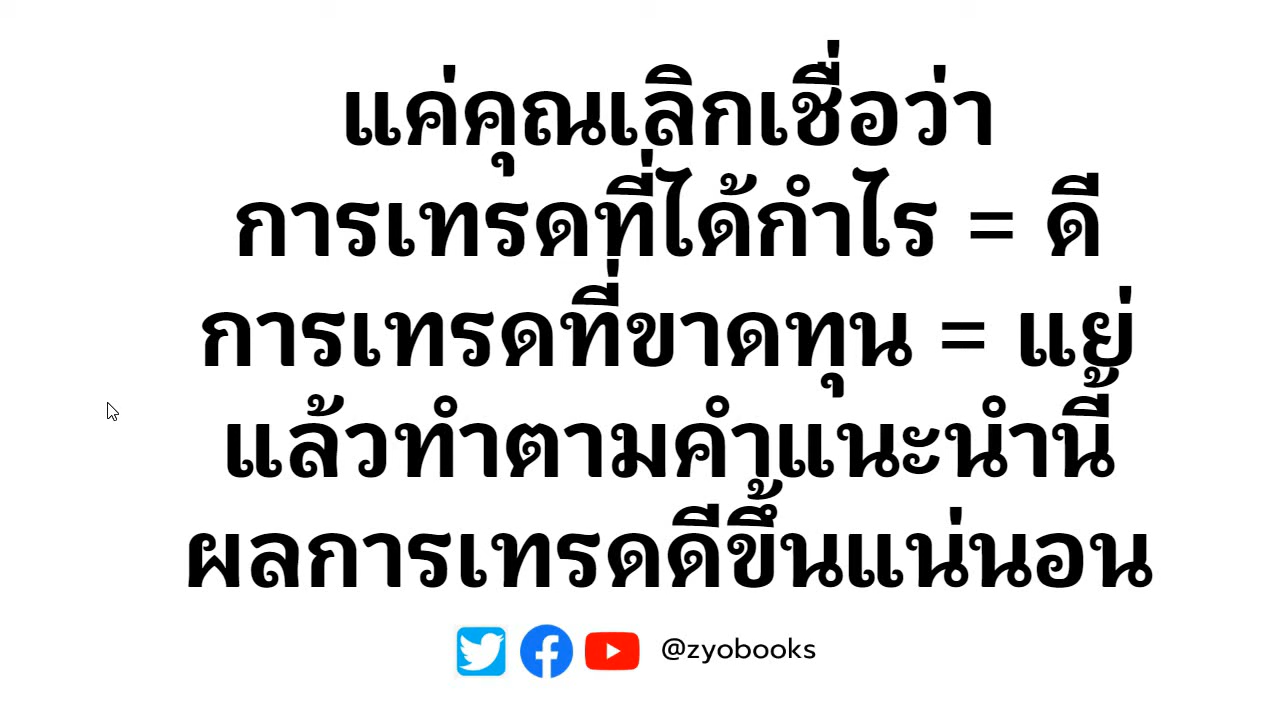 แค่คุณเลิกเชื่อว่า
การเทรดที่ได้กำไร = ดี
การเทรดที่ขาดทุน = แย่
แล้วทำตามคำแนะนำนี้
ผลการเทรดดีขึ้นแน่นอน
@zyobooks